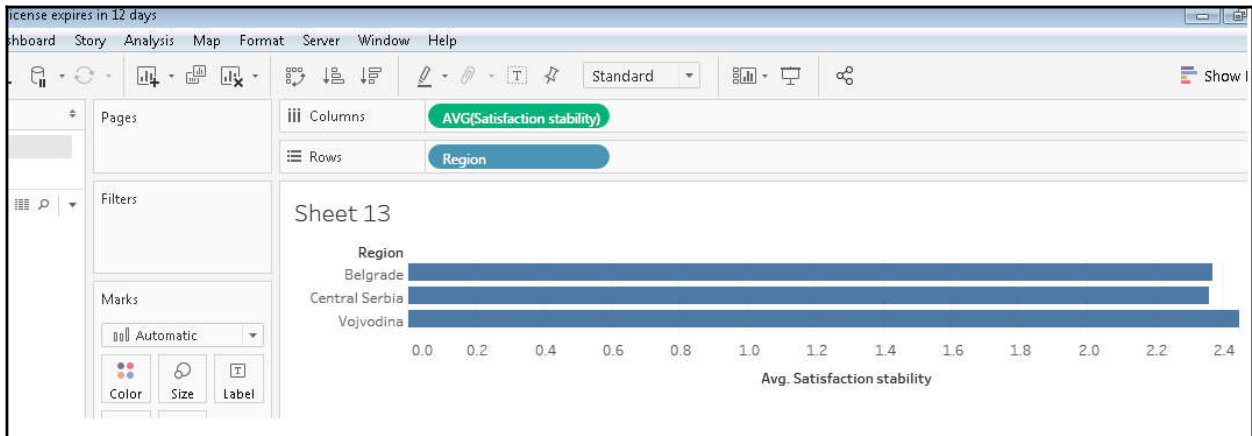 icense expires in 12 days
shboard Story Analysis Map Format Server Window Help
Standard
Show
Pages
iii Columns
AVG(Satisfaction stability)
Rows
Region
Filters
Sheet 13
Region
Belgrade
Central Serbia
Vojvodina
Marks
Automatic
Color Size Label
0.0 0.2 0.4 0.6 0.8 1.0 1.2 1.4 1.6 1.8 2.0 2.2 2.4
Avg. Satisfaction stability